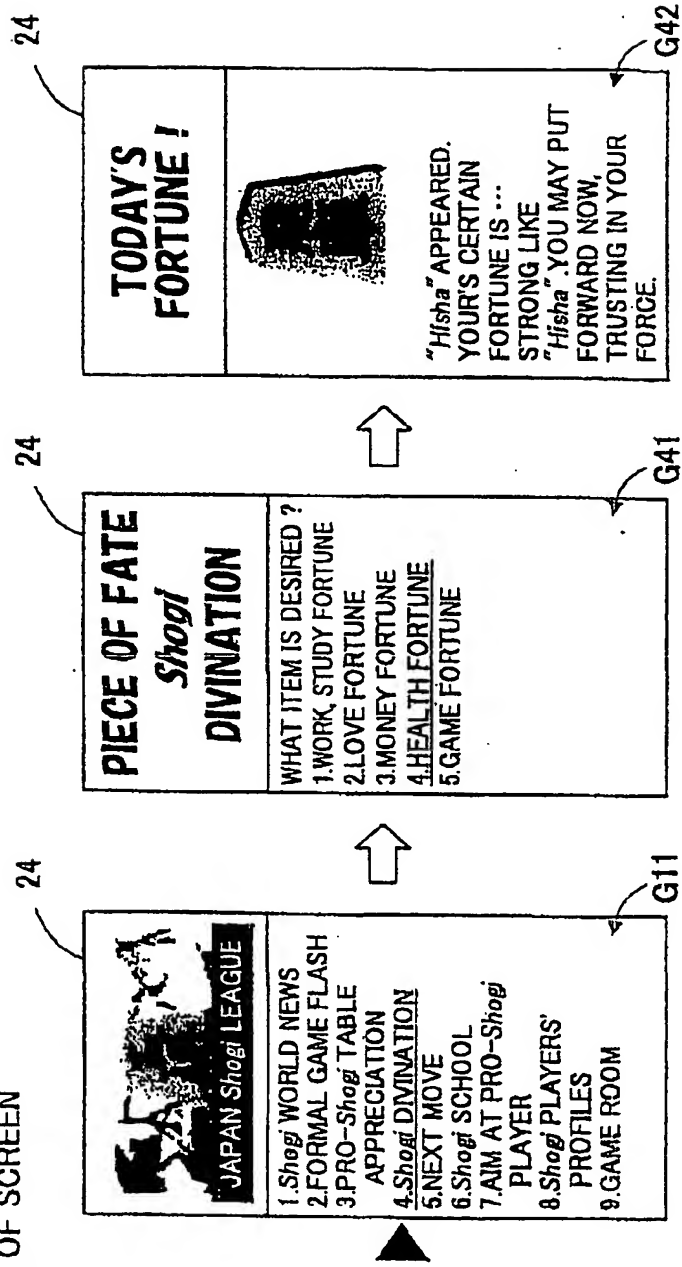 OF SCREEN
24
JAPAN Shogi LEAGUE
1.Shogi WORLD NEWS
2.FORMAL GAME FLASH
3.PRO-Shogi TABLE
APPRECIATION
4.Shogi DIVINATION
5.NEXT MOVE
6.Shogi SCHOOL
7.AIM AT PRO-Shogi
PLAYER
8.Shogi PLAYERS'
PROFILES
9.GAME ROOM
G11
24
PIECE OF FATE
Shogi
DIVINATION
WHAT ITEM IS DESIRED ?
1.WORK, STUDY FORTUNE
2.LOVE FORTUNE
3.MONEY FORTUNE
4.HEALTH FORTUNE
5.GAME FORTUNE
G41
24
TODAY'S
FORTUNE !
"Hisha" APPEARED.
YOUR'S CERTAIN
FORTUNE IS ...
STRONG LIKE
"Hisha".YOU MAY PUT
FORWARD NOW,
TRUSTING IN YOUR
FORCE.
G42